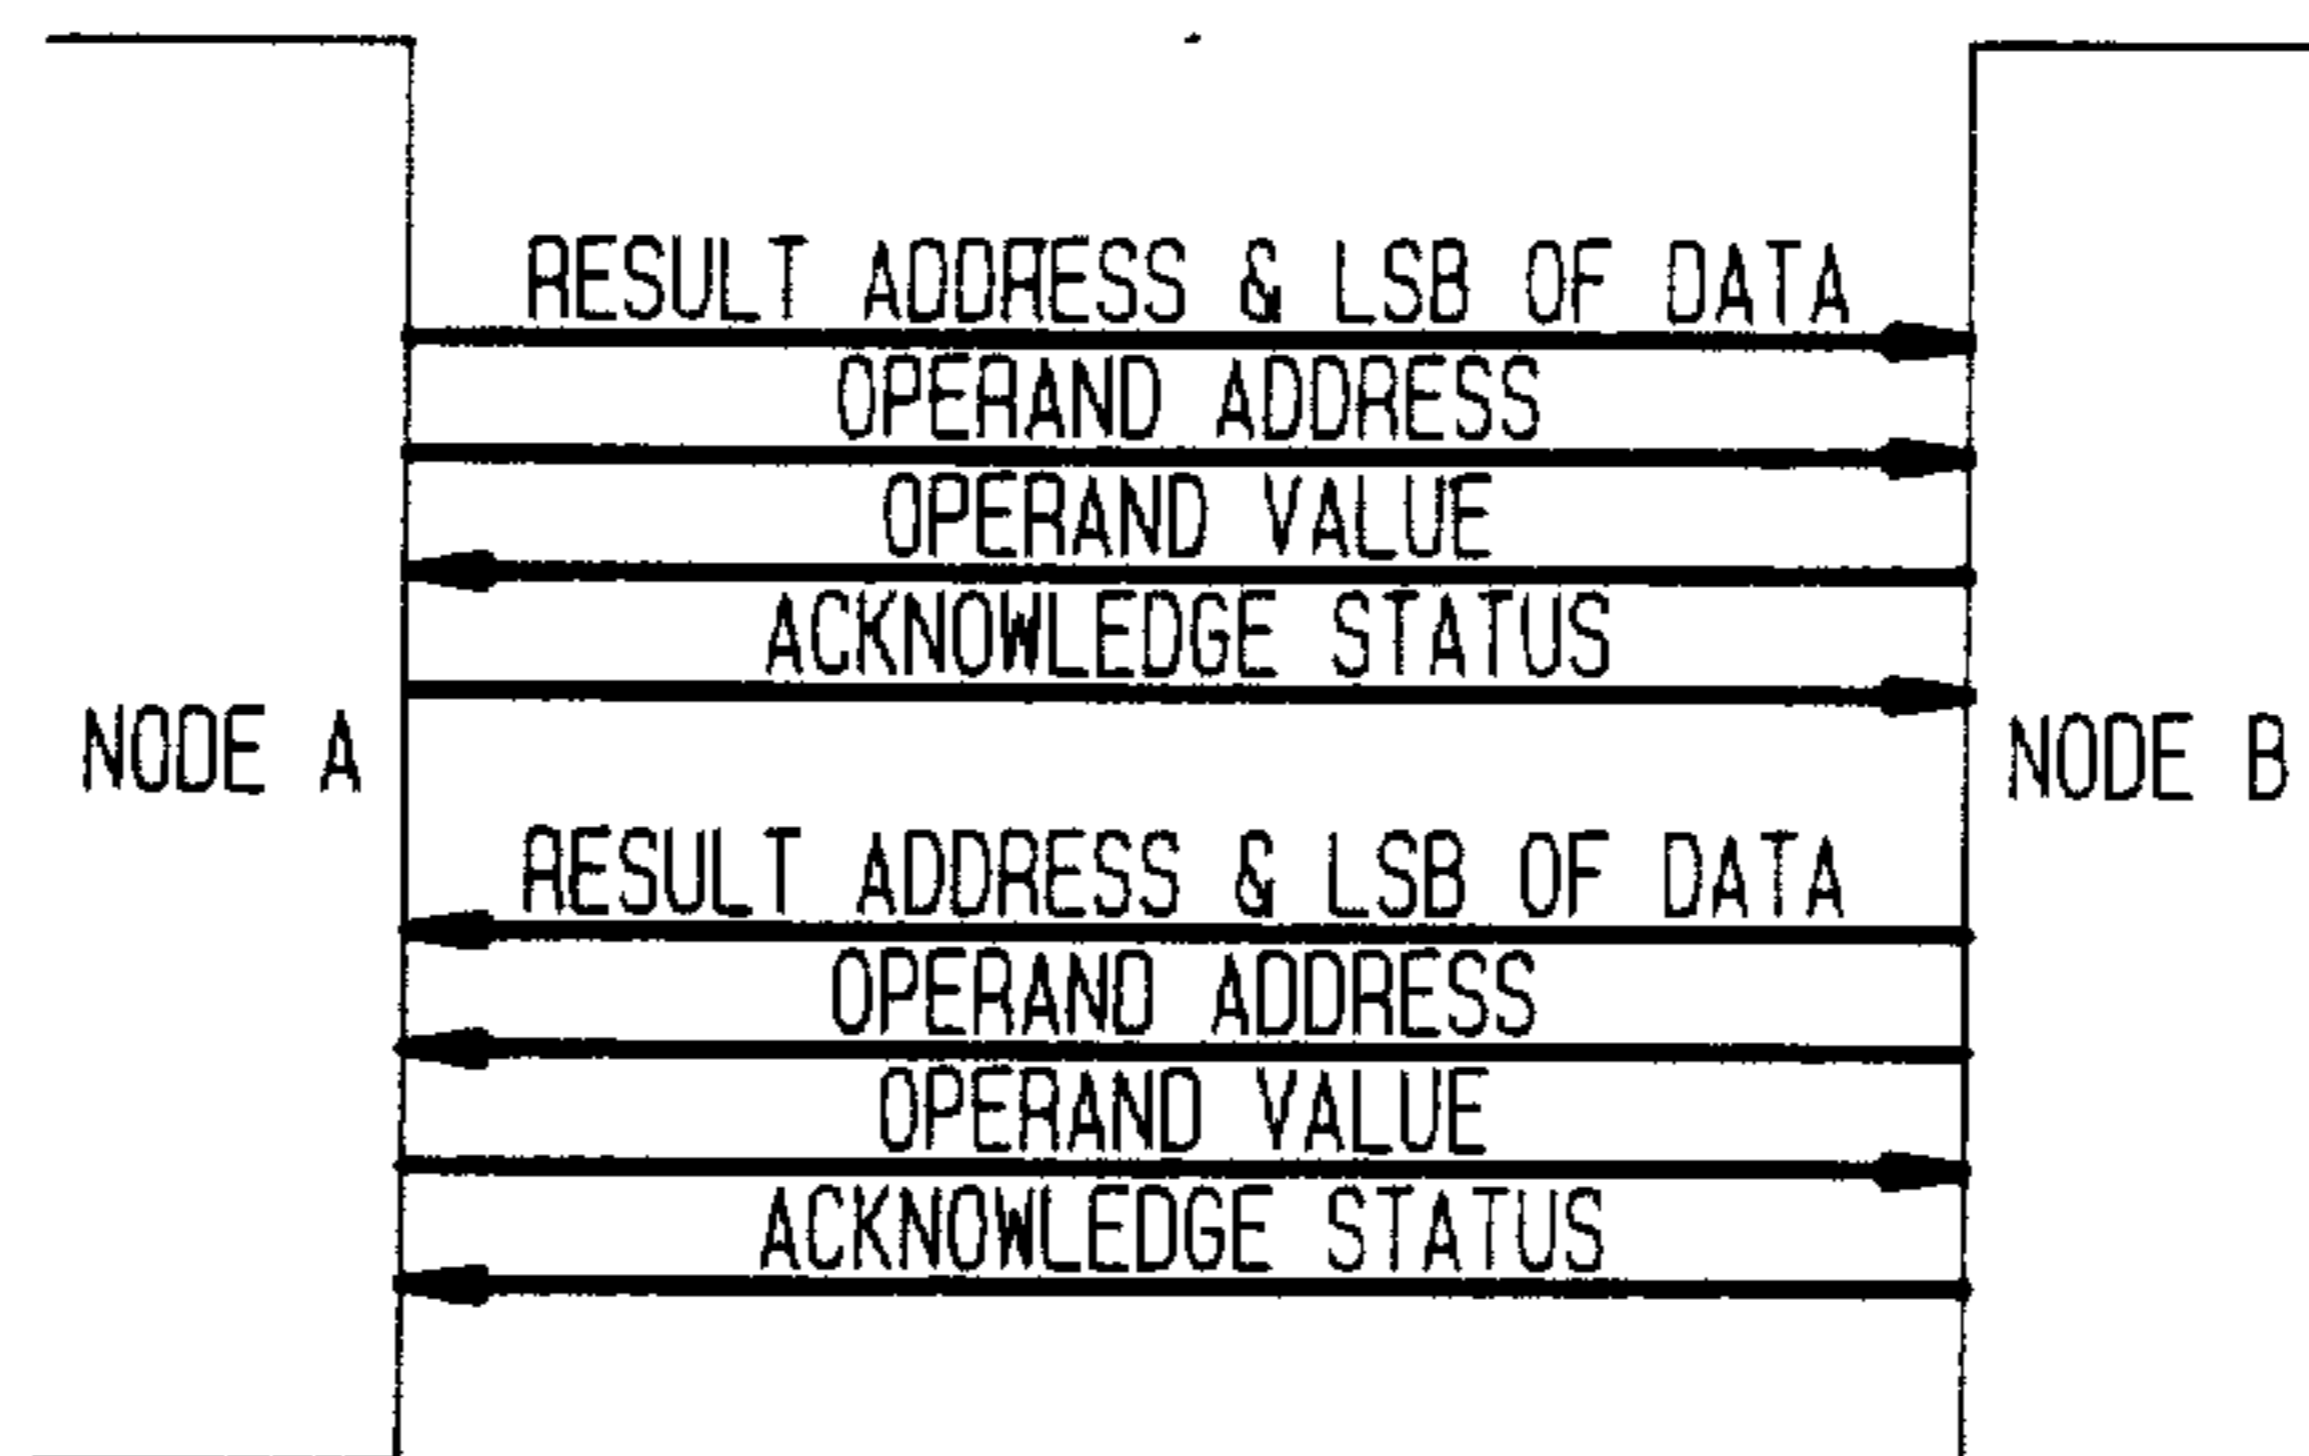 RESULT ADDRESS & LSB OF DATA
OPERAND ADDRESS
OPERAND VALUE
ACKNOWLEDGE STATUS
NODE A
NODE B
RESULT ADDRESS & LSB OF DATA
OPERAND ADDRESS
OPERAND VALUE
ACKNOWLEDGE STATUS